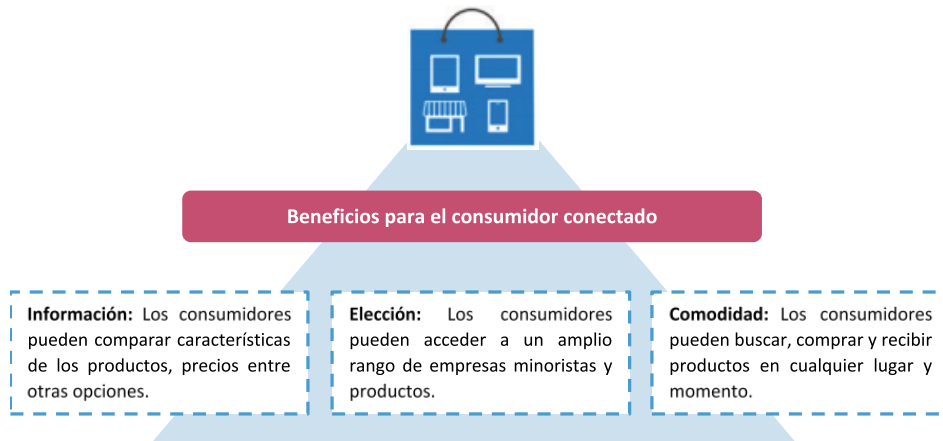 Beneficios para el consumidor conectado
Información: Los consumidores
pueden comparar características
de los productos, precios entre
otras opciones.
Elección: Los consumidores
pueden acceder a un amplio
rango de empresas minoristas y
productos.
Comodidad: Los consumidores
pueden buscar, comprar y recibir
productos en cualquier lugar y
momento.